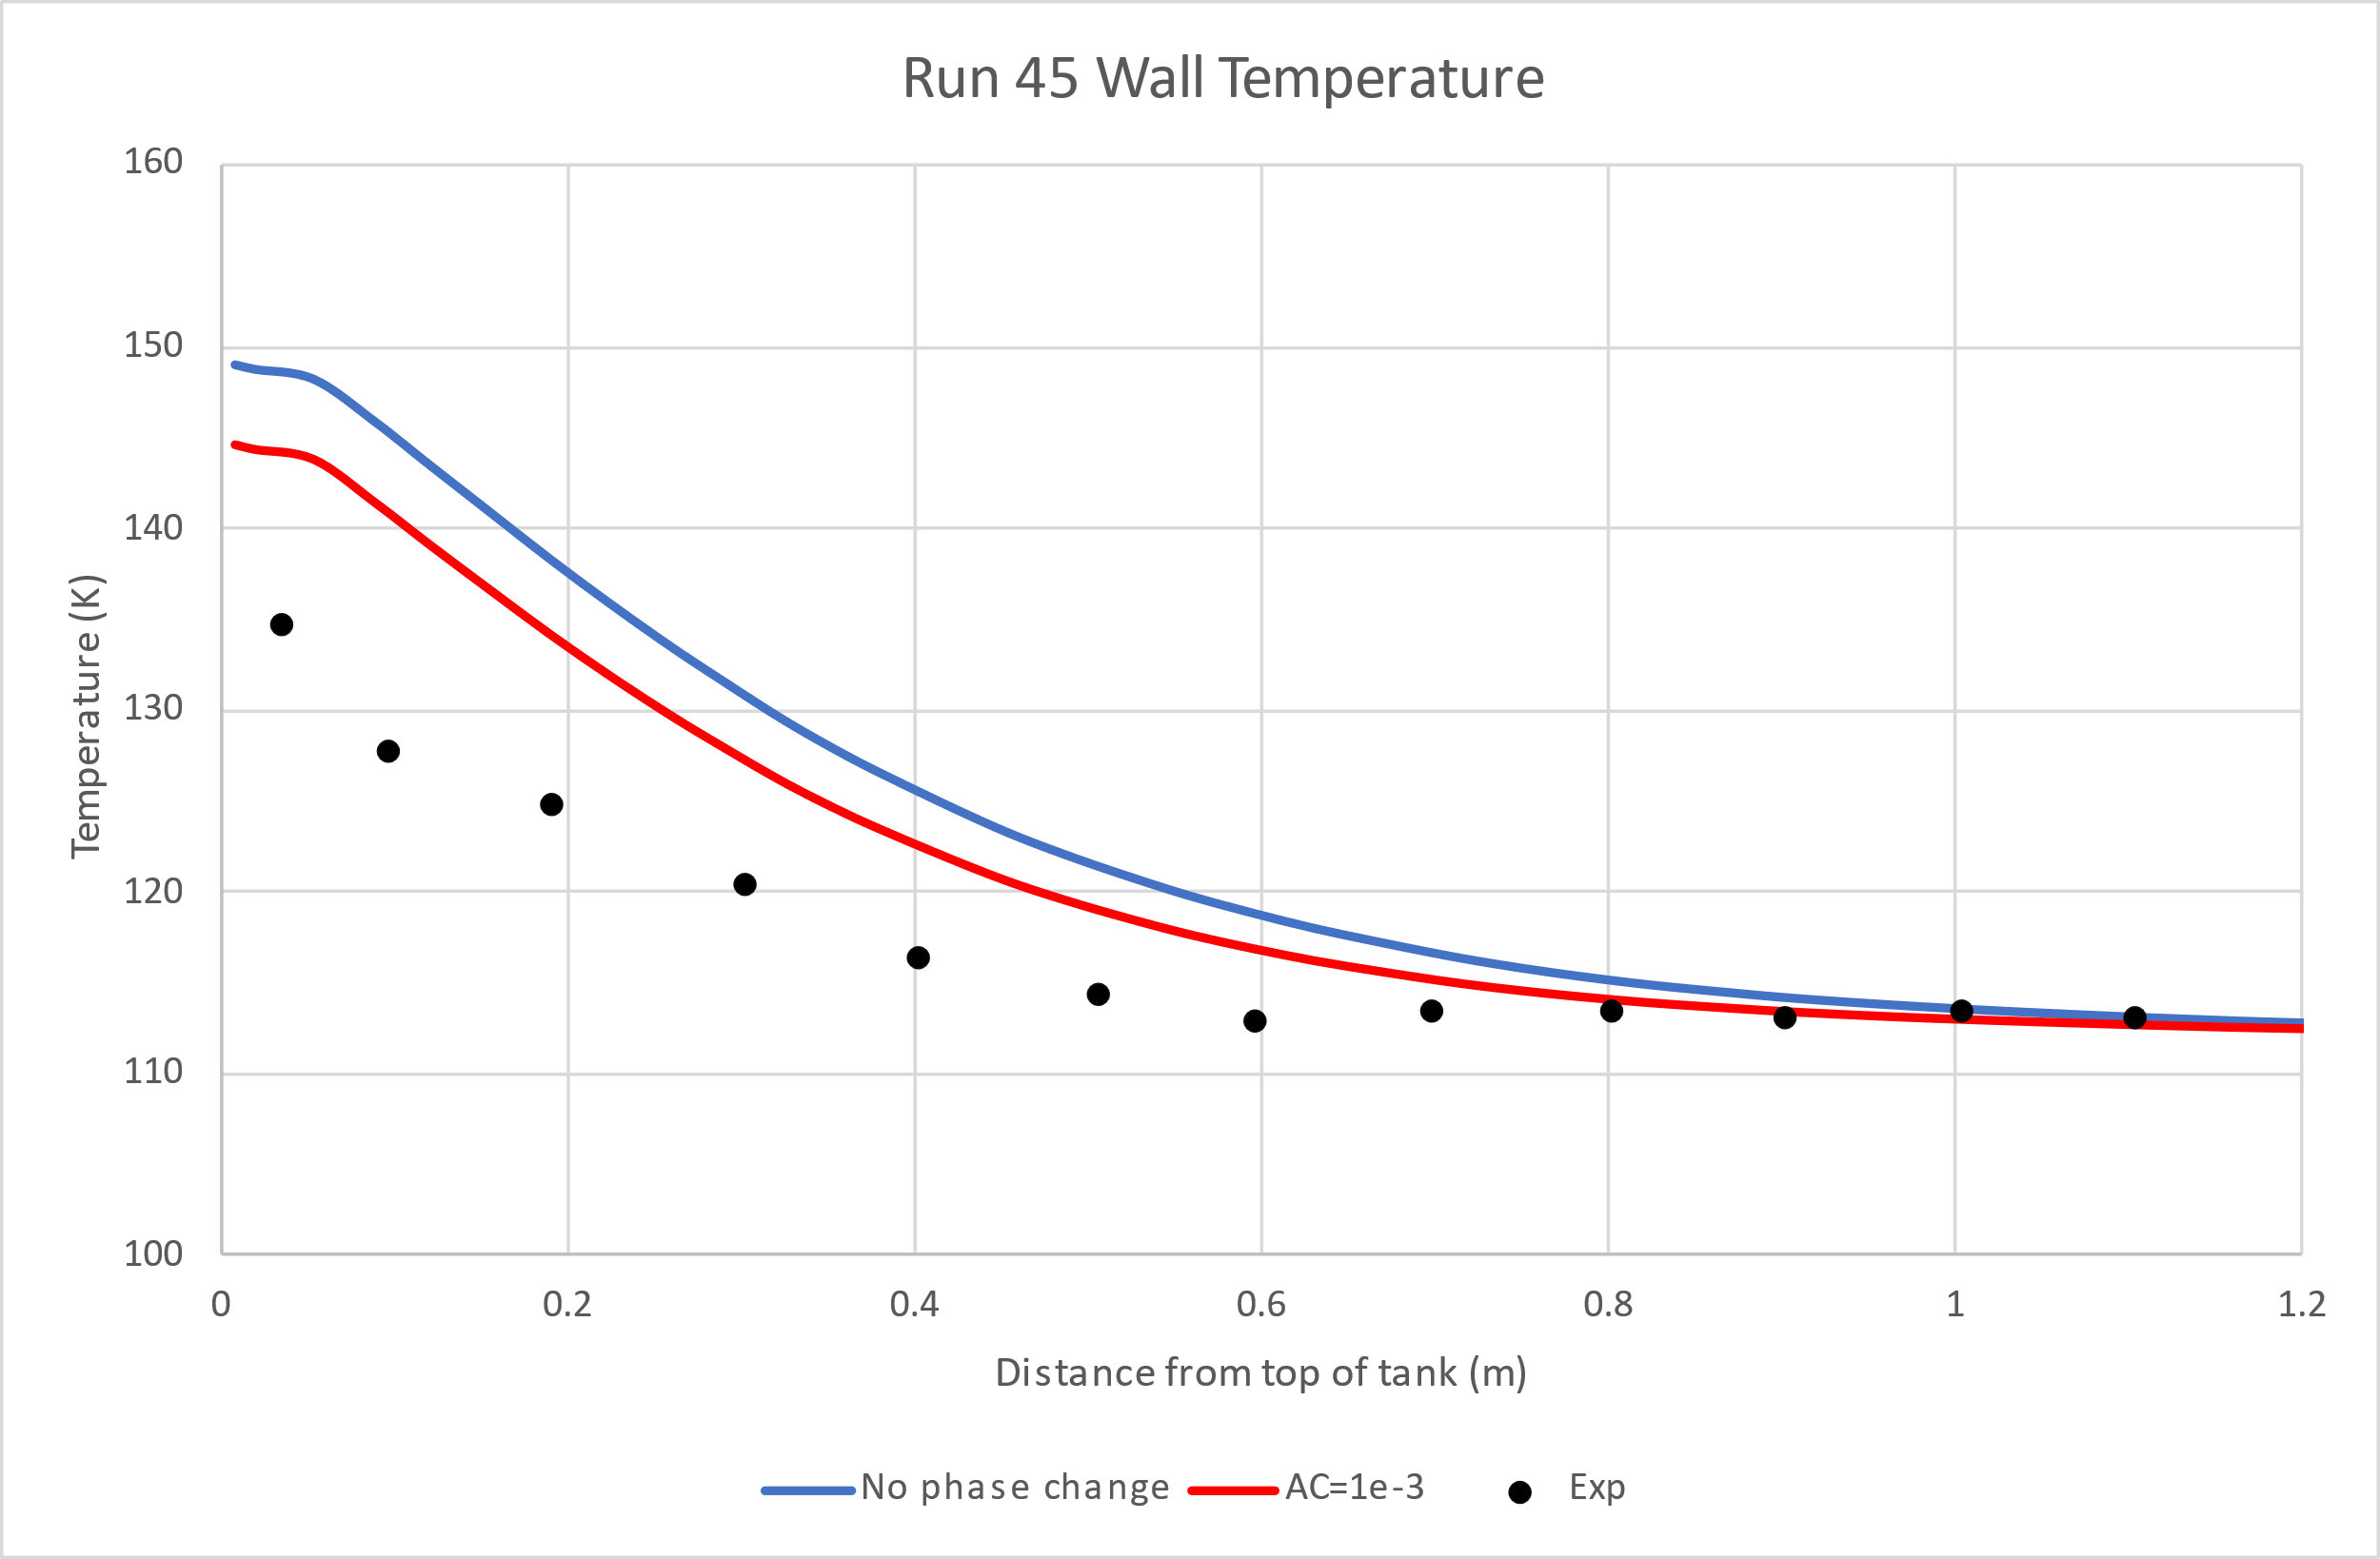 Run 45 Wall Temperature
160
150
140
130
120
110
100
Temperature (K)
0 0.2 0.4 0.6 0.8 1 1.2
Distance from top of tank (m)
No phase change AC=1e-3 Exp